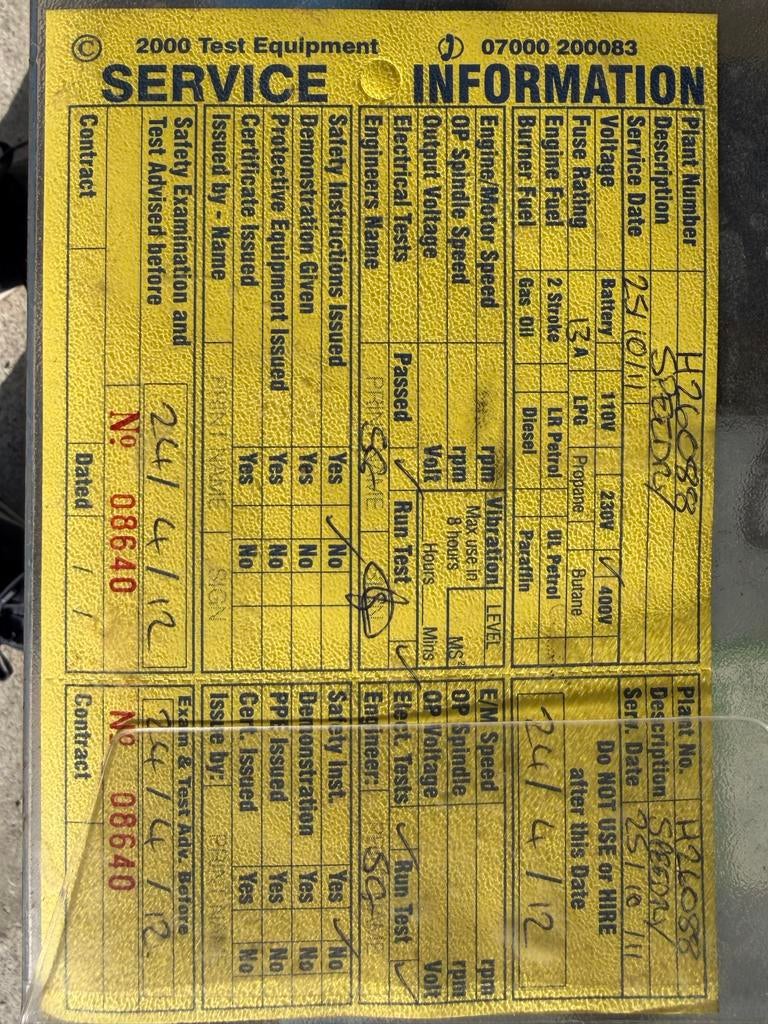 © 2000 Test Equipment 07000 200083
SERVICE INFORMATION
Plant Number H26088
Description SPEEDRY
Service Date 25/10/11
Voltage Battery 110V 230V ✓ 400V
Fuse Rating 13A LPG Propane Butane
Engine Fuel 2 Stroke LR Petrol UL Petrol
Burner Fuel Gas Oil Diesel Paraffin
Engine/Motor Speed rpm Vibration LEVEL
OP Spindle Speed rpm Max use in 8 hours MS²
Output Voltage Volt Hours Mins
Electrical Tests Passed ✓ Run Test ✓
Engineers Name SG
Safety Instructions Issued Yes ✓ No
Demonstration Given Yes No
Protective Equipment Issued Yes No
Certificate Issued Yes No
Issued by - Name PRINT NAME SIGN
Safety Examination and
Test Advised before 24/4/12
Nº 08640
Contract Dated / /
Plant No. H26088
Description SPEEDRY
Serv. Date 25/10/11
Do NOT USE or HIRE
after this Date
24/4/12
E/M Speed rpm
OP Spindle rpm
OP Voltage Volt
Elect. Tests ✓ Run Test ✓
Engineer: SG
Safety Inst. Yes ✓ No
Demonstration Yes No
PPE Issued Yes No
Cert. Issued Yes No
Issue by: PRINT NAME
Exam & Test Adv. Before
24/4/12
Nº 08640
Contract